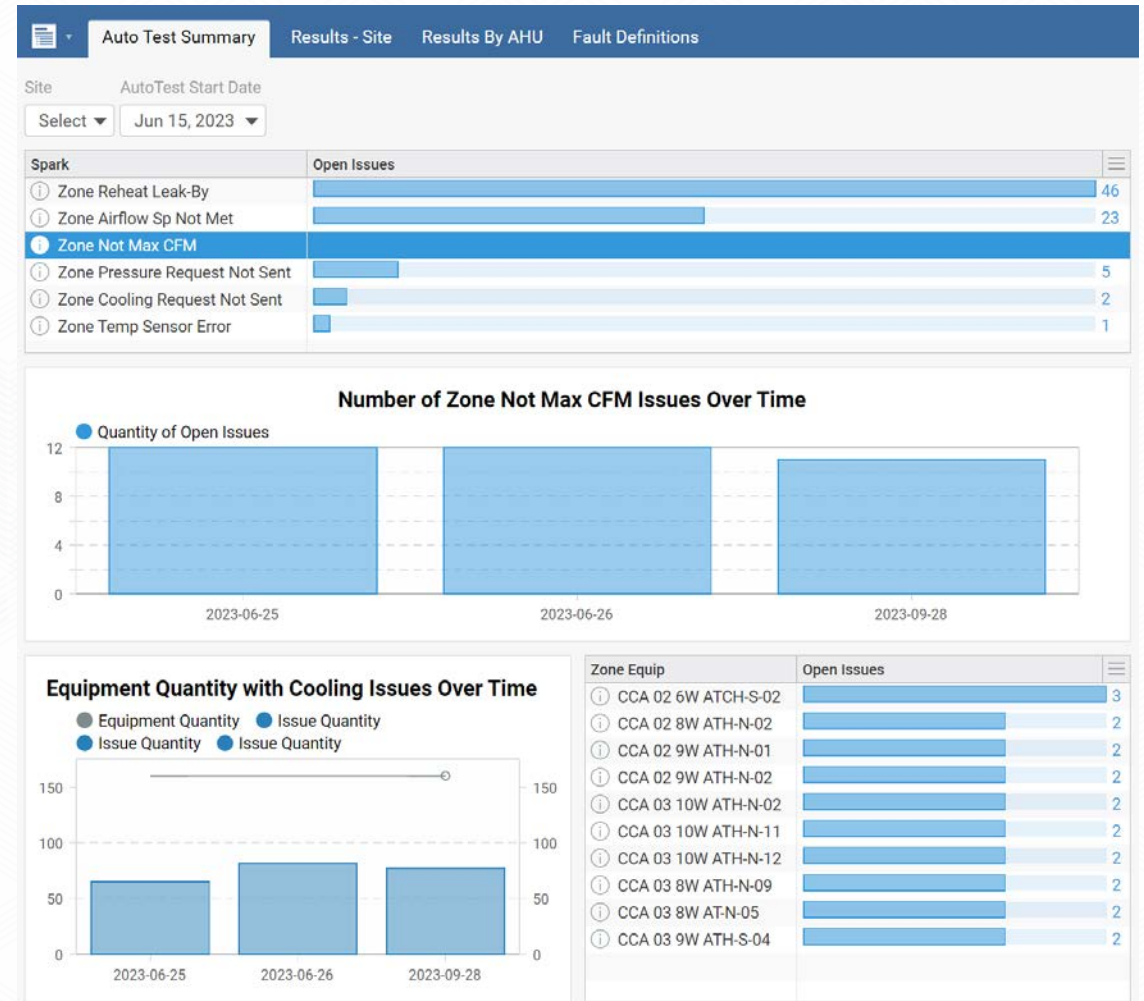 Auto Test Summary Results - Site Results By AHU Fault Definitions
Site AutoTest Start Date
Select Jun 15, 2023
Spark Open Issues
Zone Reheat Leak-By 46
Zone Airflow Sp Not Met 23
Zone Not Max CFM
Zone Pressure Request Not Sent 5
Zone Cooling Request Not Sent 2
Zone Temp Sensor Error 1
Number of Zone Not Max CFM Issues Over Time
Quantity of Open Issues
12
8
4
0
2023-06-25 2023-06-26 2023-09-28
Equipment Quantity with Cooling Issues Over Time
Equipment Quantity Issue Quantity
Issue Quantity Issue Quantity
150 150
100 100
50 50
0 0
2023-06-25 2023-06-26 2023-09-28
Zone Equip Open Issues
CCA 02 6W ATCH-S-02 3
CCA 02 8W ATH-N-02 2
CCA 02 9W ATH-N-01 2
CCA 02 9W ATH-N-02 2
CCA 03 10W ATH-N-02 2
CCA 03 10W ATH-N-11 2
CCA 03 10W ATH-N-12 2
CCA 03 8W ATH-N-09 2
CCA 03 8W AT-N-05 2
CCA 03 9W ATH-S-04 2